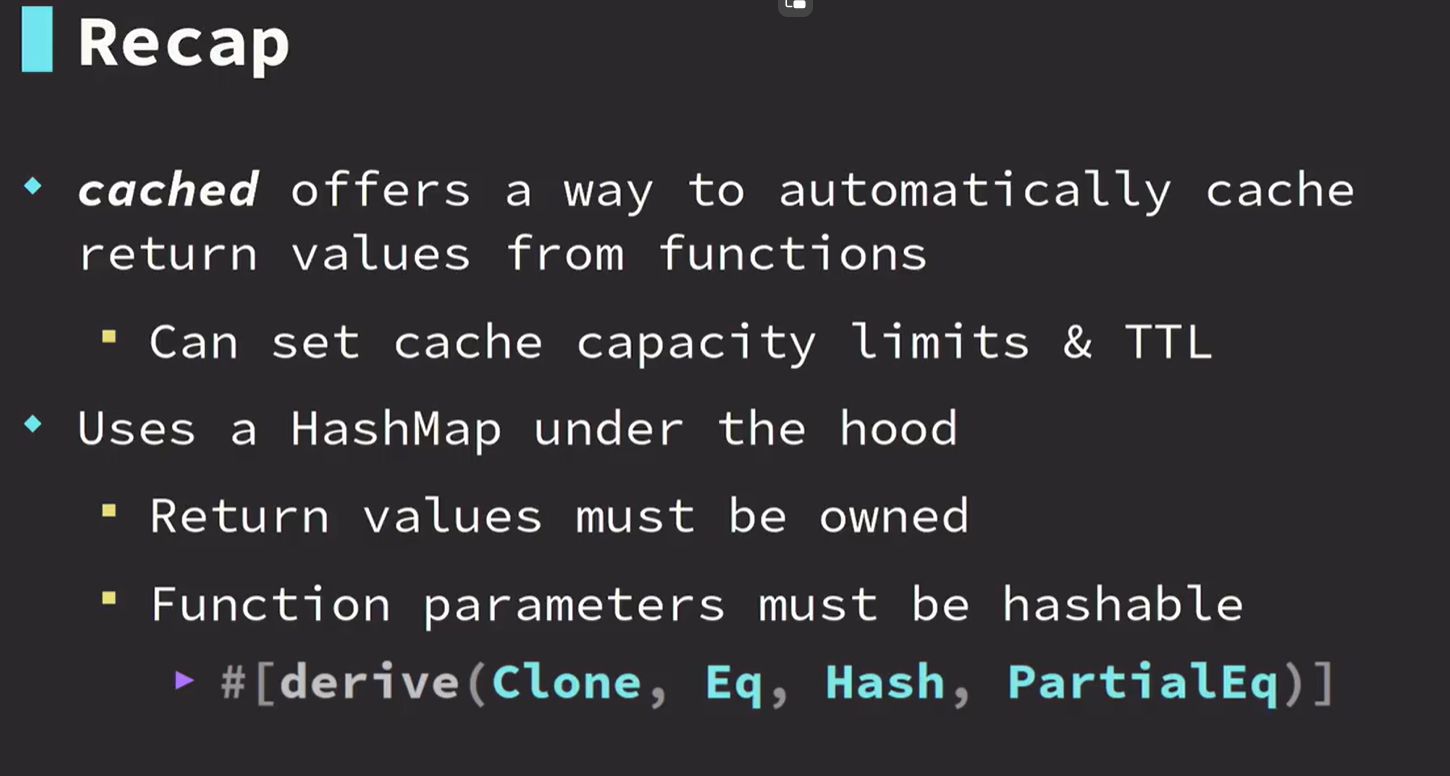 Recap
cached offers a way to automatically cache
return values from functions
Can set cache capacity limits & TTL
Uses a HashMap under the hood
Return values must be owned
Function parameters must be hashable
#[derive(Clone, Eq, Hash, PartialEq)]